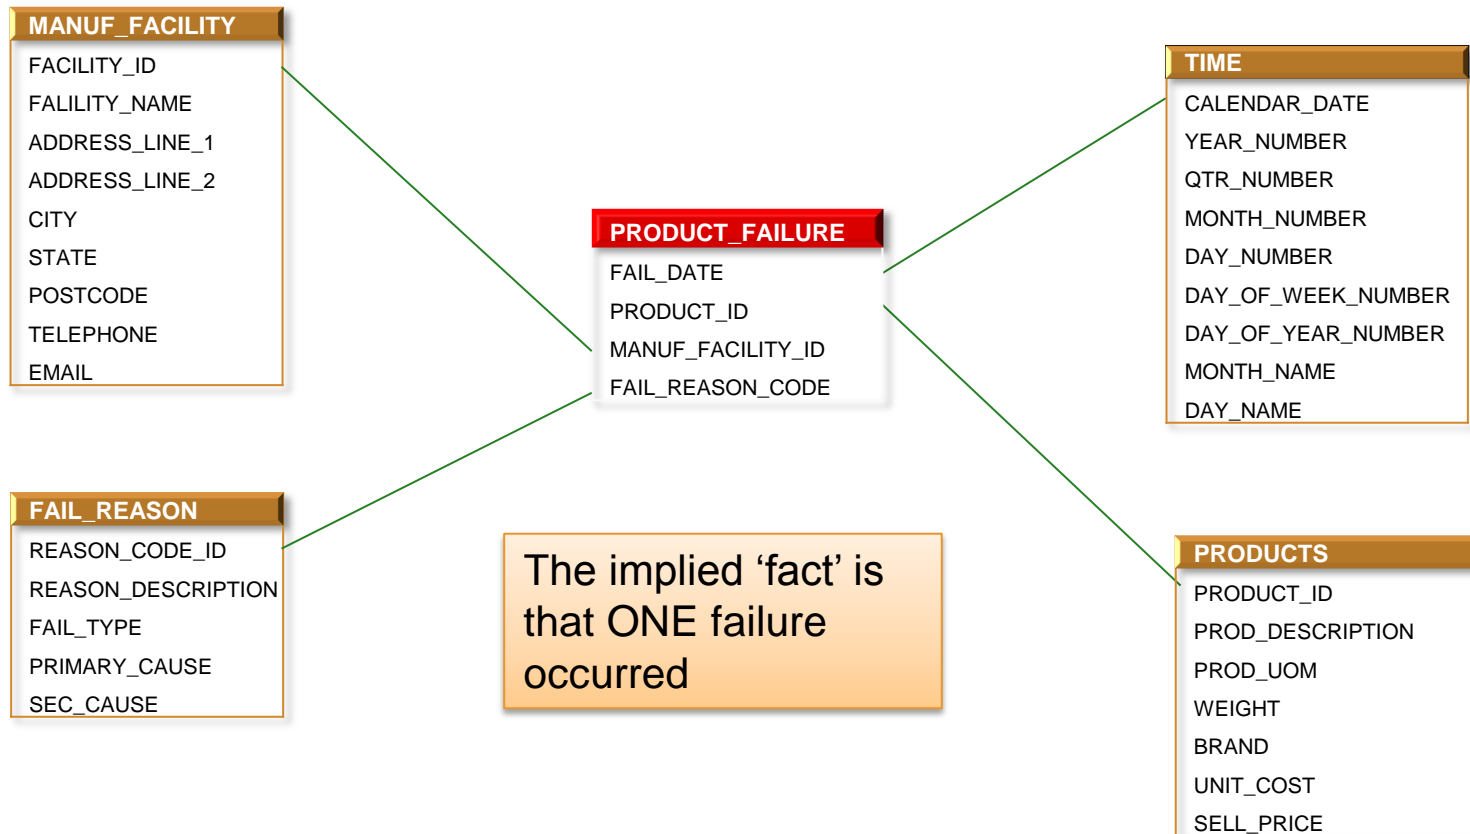 MANUF_FACILITY
FACILITY_ID
FALILITY_NAME
ADDRESS_LINE_1
ADDRESS_LINE_2
CITY
STATE
POSTCODE
TELEPHONE
EMAIL
TIME
CALENDAR_DATE
YEAR_NUMBER
QTR_NUMBER
MONTH_NUMBER
DAY_NUMBER
DAY_OF_WEEK_NUMBER
DAY_OF_YEAR_NUMBER
MONTH_NAME
DAY_NAME
PRODUCT_FAILURE
FAIL_DATE
PRODUCT_ID
MANUF_FACILITY_ID
FAIL_REASON_CODE
FAIL_REASON
REASON_CODE_ID
REASON_DESCRIPTION
FAIL_TYPE
PRIMARY_CAUSE
SEC_CAUSE
The implied ‘fact’ is
that ONE failure
occurred
PRODUCTS
PRODUCT_ID
PROD_DESCRIPTION
PROD_UOM
WEIGHT
BRAND
UNIT_COST
SELL_PRICE